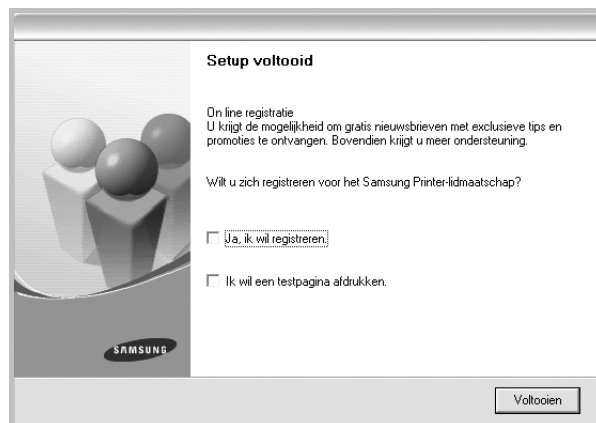 Setup voltooid
On line registratie
U krijgt de mogelijkheid om gratis nieuwsbrieven met exclusieve tips en
promoties te ontvangen. Bovendien krijgt u meer ondersteuning.
Wilt u zich registreren voor het Samsung Printer-lidmaatschap?
Ja, ik wil registreren.
Ik wil een testpagina afdrukken.
SAMSUNG
Voltooien